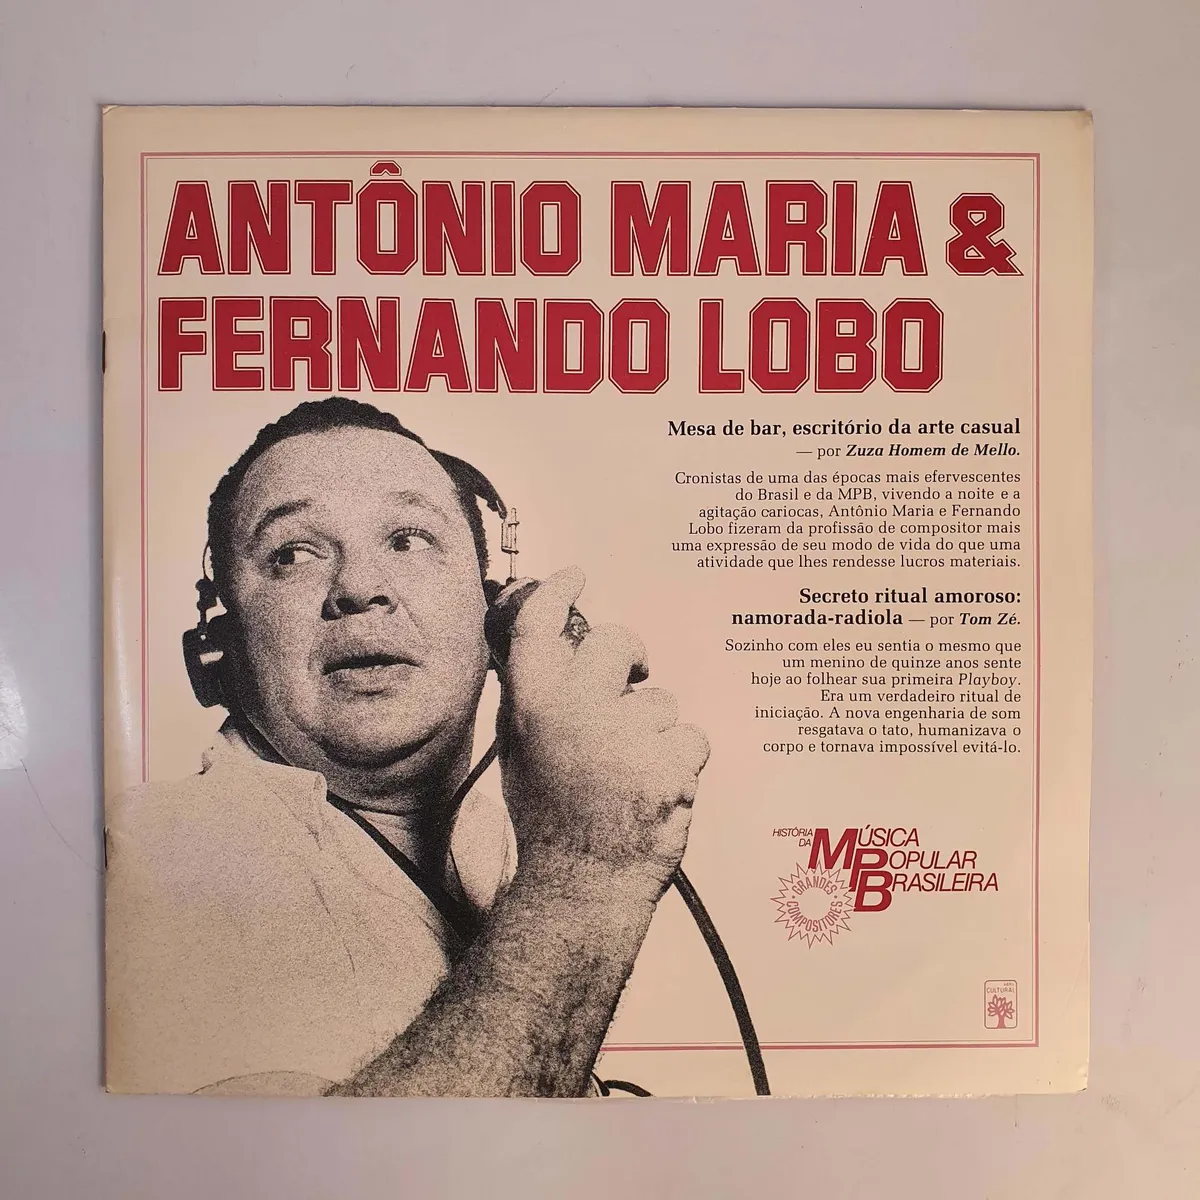 ANTÔNIO MARIA &
FERNANDO LOBO
Mesa de bar, escritório da arte casual
— por Zuza Homem de Mello.
Cronistas de uma das épocas mais efervescentes
do Brasil e da MPB, vivendo a noite e a
agitação cariocas, Antônio Maria e Fernando
Lobo fizeram da profissão de compositor mais
uma expressão de seu modo de vida do que uma
atividade que lhes rendesse lucros materiais.
Secreto ritual amoroso:
namorada-radiola — por Tom Zé.
Sozinho com eles eu sentia o mesmo que
um menino de quinze anos sente
hoje ao folhear sua primeira Playboy.
Era um verdadeiro ritual de
iniciação. A nova engenharia de som
resgatava o tato, humanizava o
corpo e tornava impossível evitá-lo.
HISTÓRIA
DA MÚSICA
POPULAR
BRASILEIRA
GRANDES
COMPOSITORES
CULTURAL